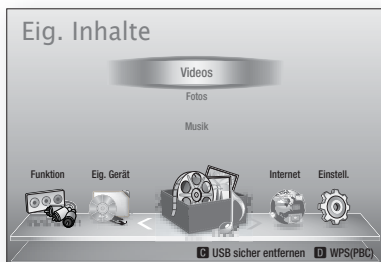 Eig. Inhalte
Videos
Fotos
Musik
Funktion Eig. Gerät Internet Einstell.
C USB sicher entfernen D WPS(PBC)